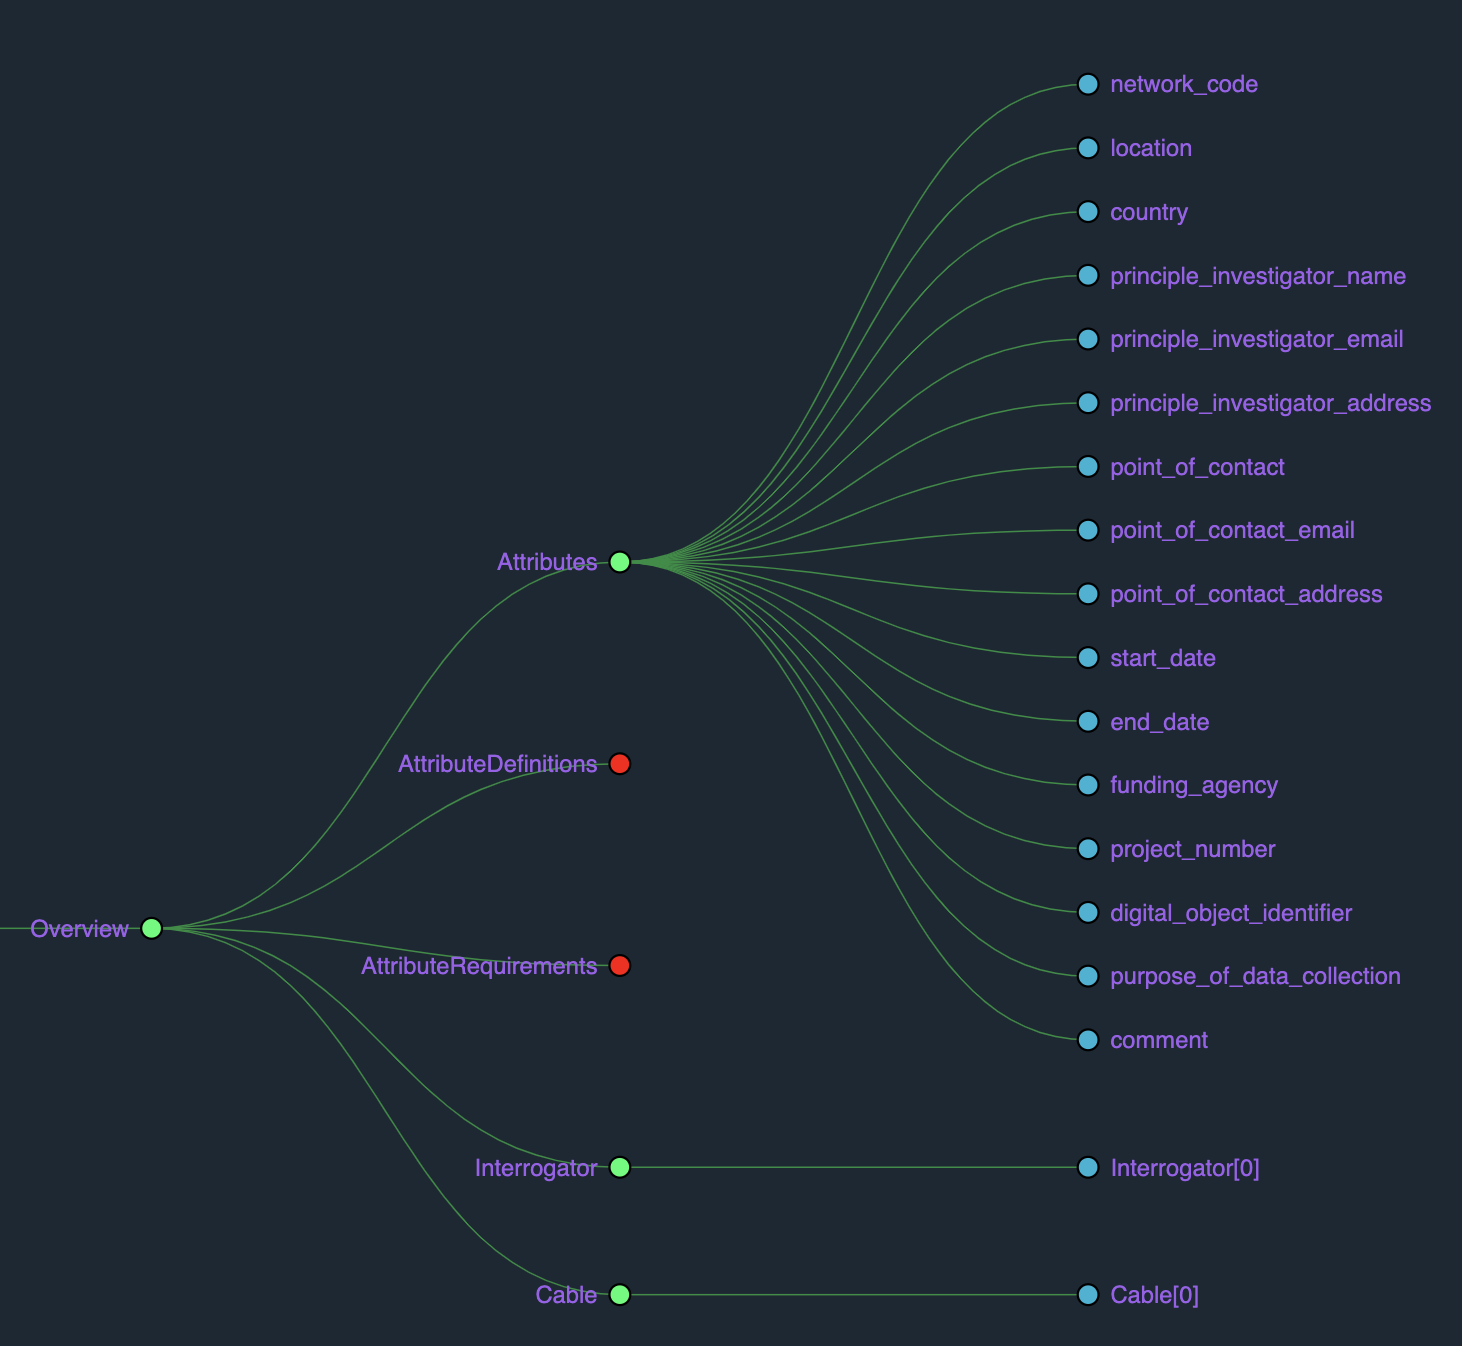 network_code
location
country
principle_investigator_name
principle_investigator_email
principle_investigator_address
point_of_contact
point_of_contact_email
Attributes
point_of_contact_address
start_date
end_date
AttributeDefinitions
funding_agency
project_number
digital_object_identifier
Overview
AttributeRequirements
purpose_of_data_collection
comment
Interrogator
Interrogator[0]
Cable
Cable[0]